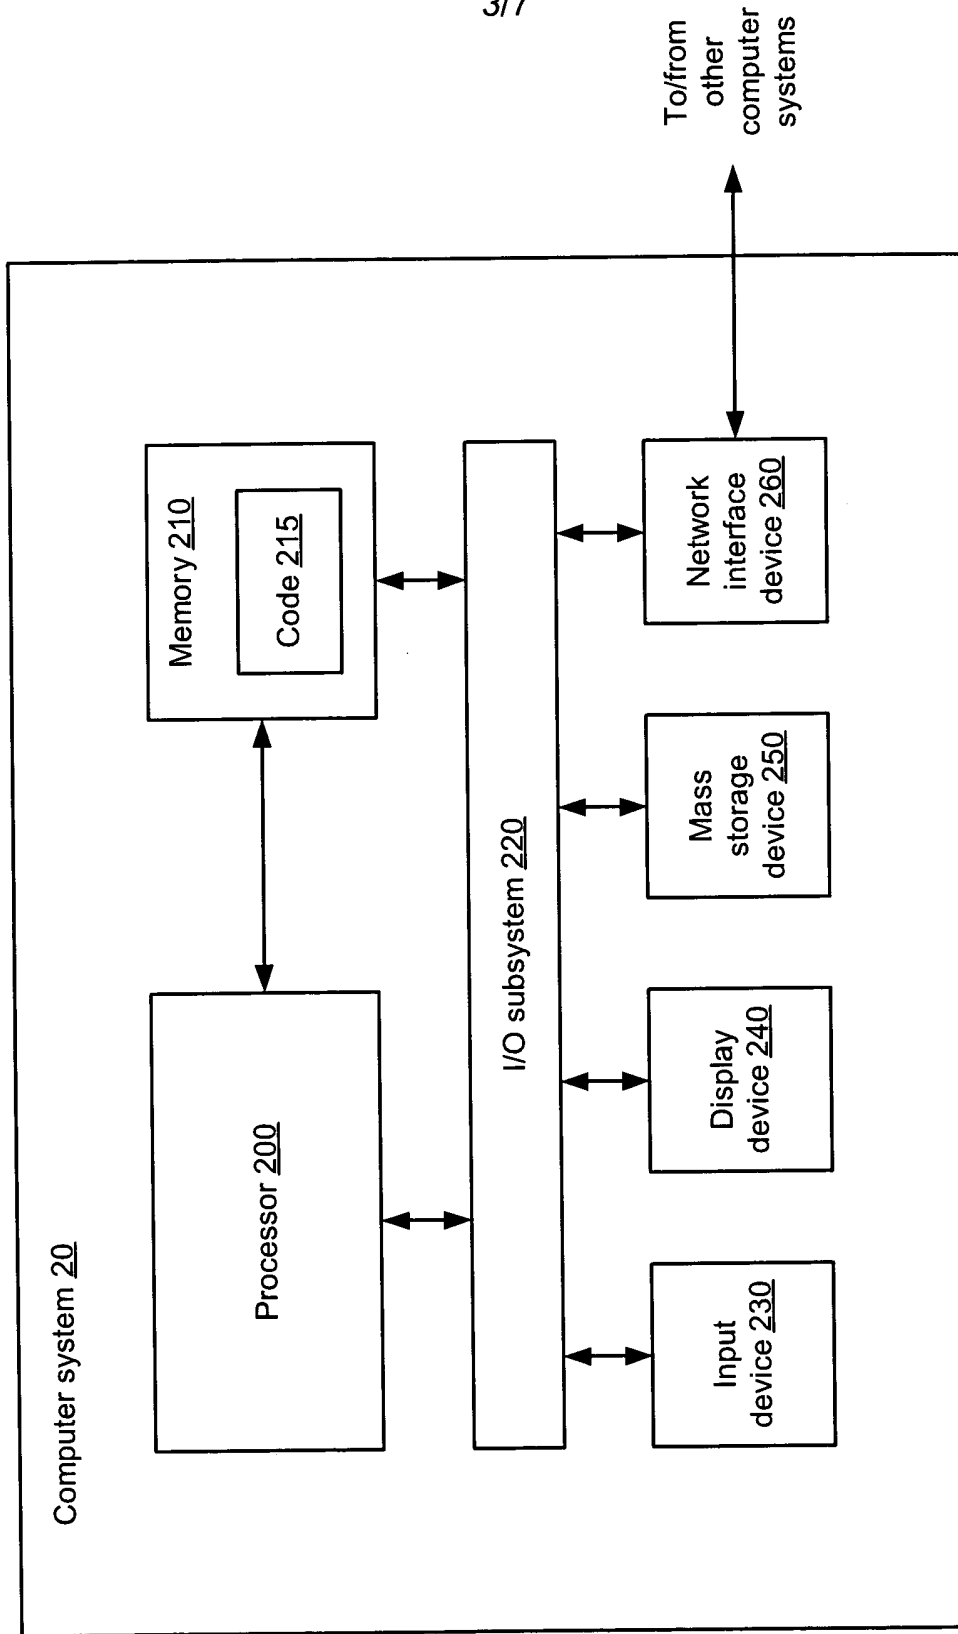 3/7
Computer system 20
Processor 200
Memory 210
Code 215
I/O subsystem 220
Input
device 230
Display
device 240
Mass
storage
device 250
Network
interface
device 260
To/from
other
computer
systems